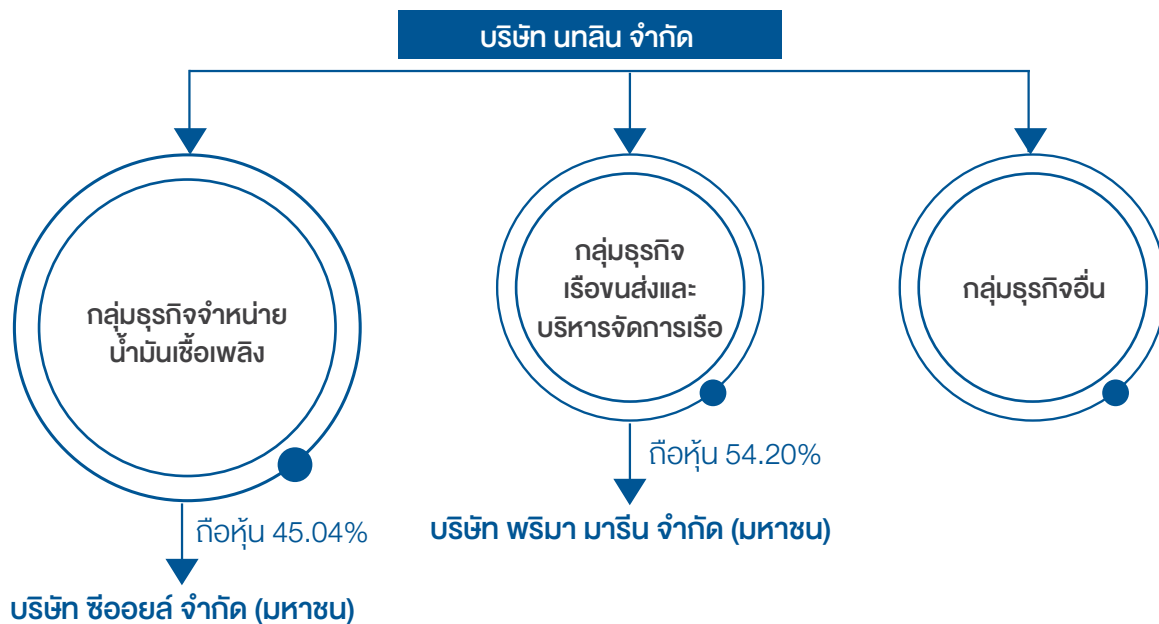 บริษัท นทลิน จำกัด
กลุ่มธุรกิจจำหน่าย
น้ำมันเชื้อเพลิง
ถือหุ้น 45.04%
บริษัท ซีออยล์ จำกัด (มหาชน)
กลุ่มธุรกิจ
เรือขนส่งและ
บริหารจัดการเรือ
ถือหุ้น 54.20%
บริษัท พริมา มารีน จำกัด (มหาชน)
กลุ่มธุรกิจอื่น